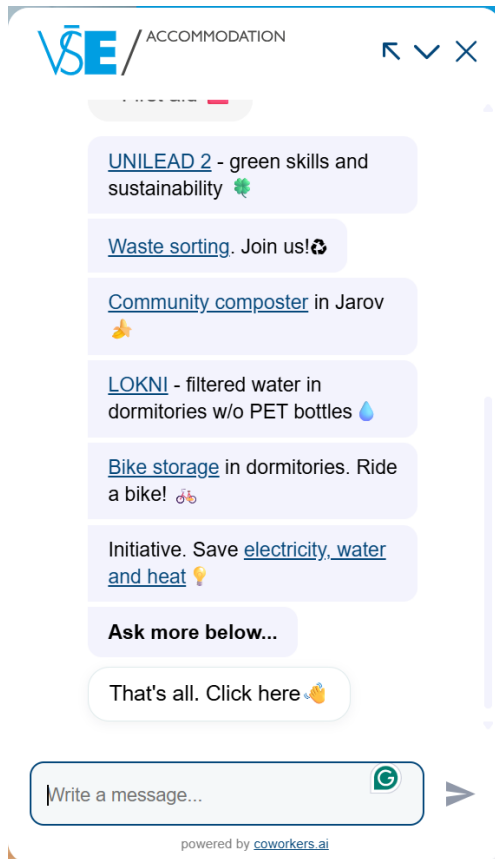 VŠE / ACCOMMODATION
First aid
UNILEAD 2 - green skills and
sustainability 🍀
Waste sorting. Join us!♻
Community composter in Jarov
🍌
LOKNI - filtered water in
dormitories w/o PET bottles 💧
Bike storage in dormitories. Ride
a bike! 🚲
Initiative. Save electricity, water
and heat 💡
Ask more below...
That's all. Click here 👋
Write a message...
powered by coworkers.ai